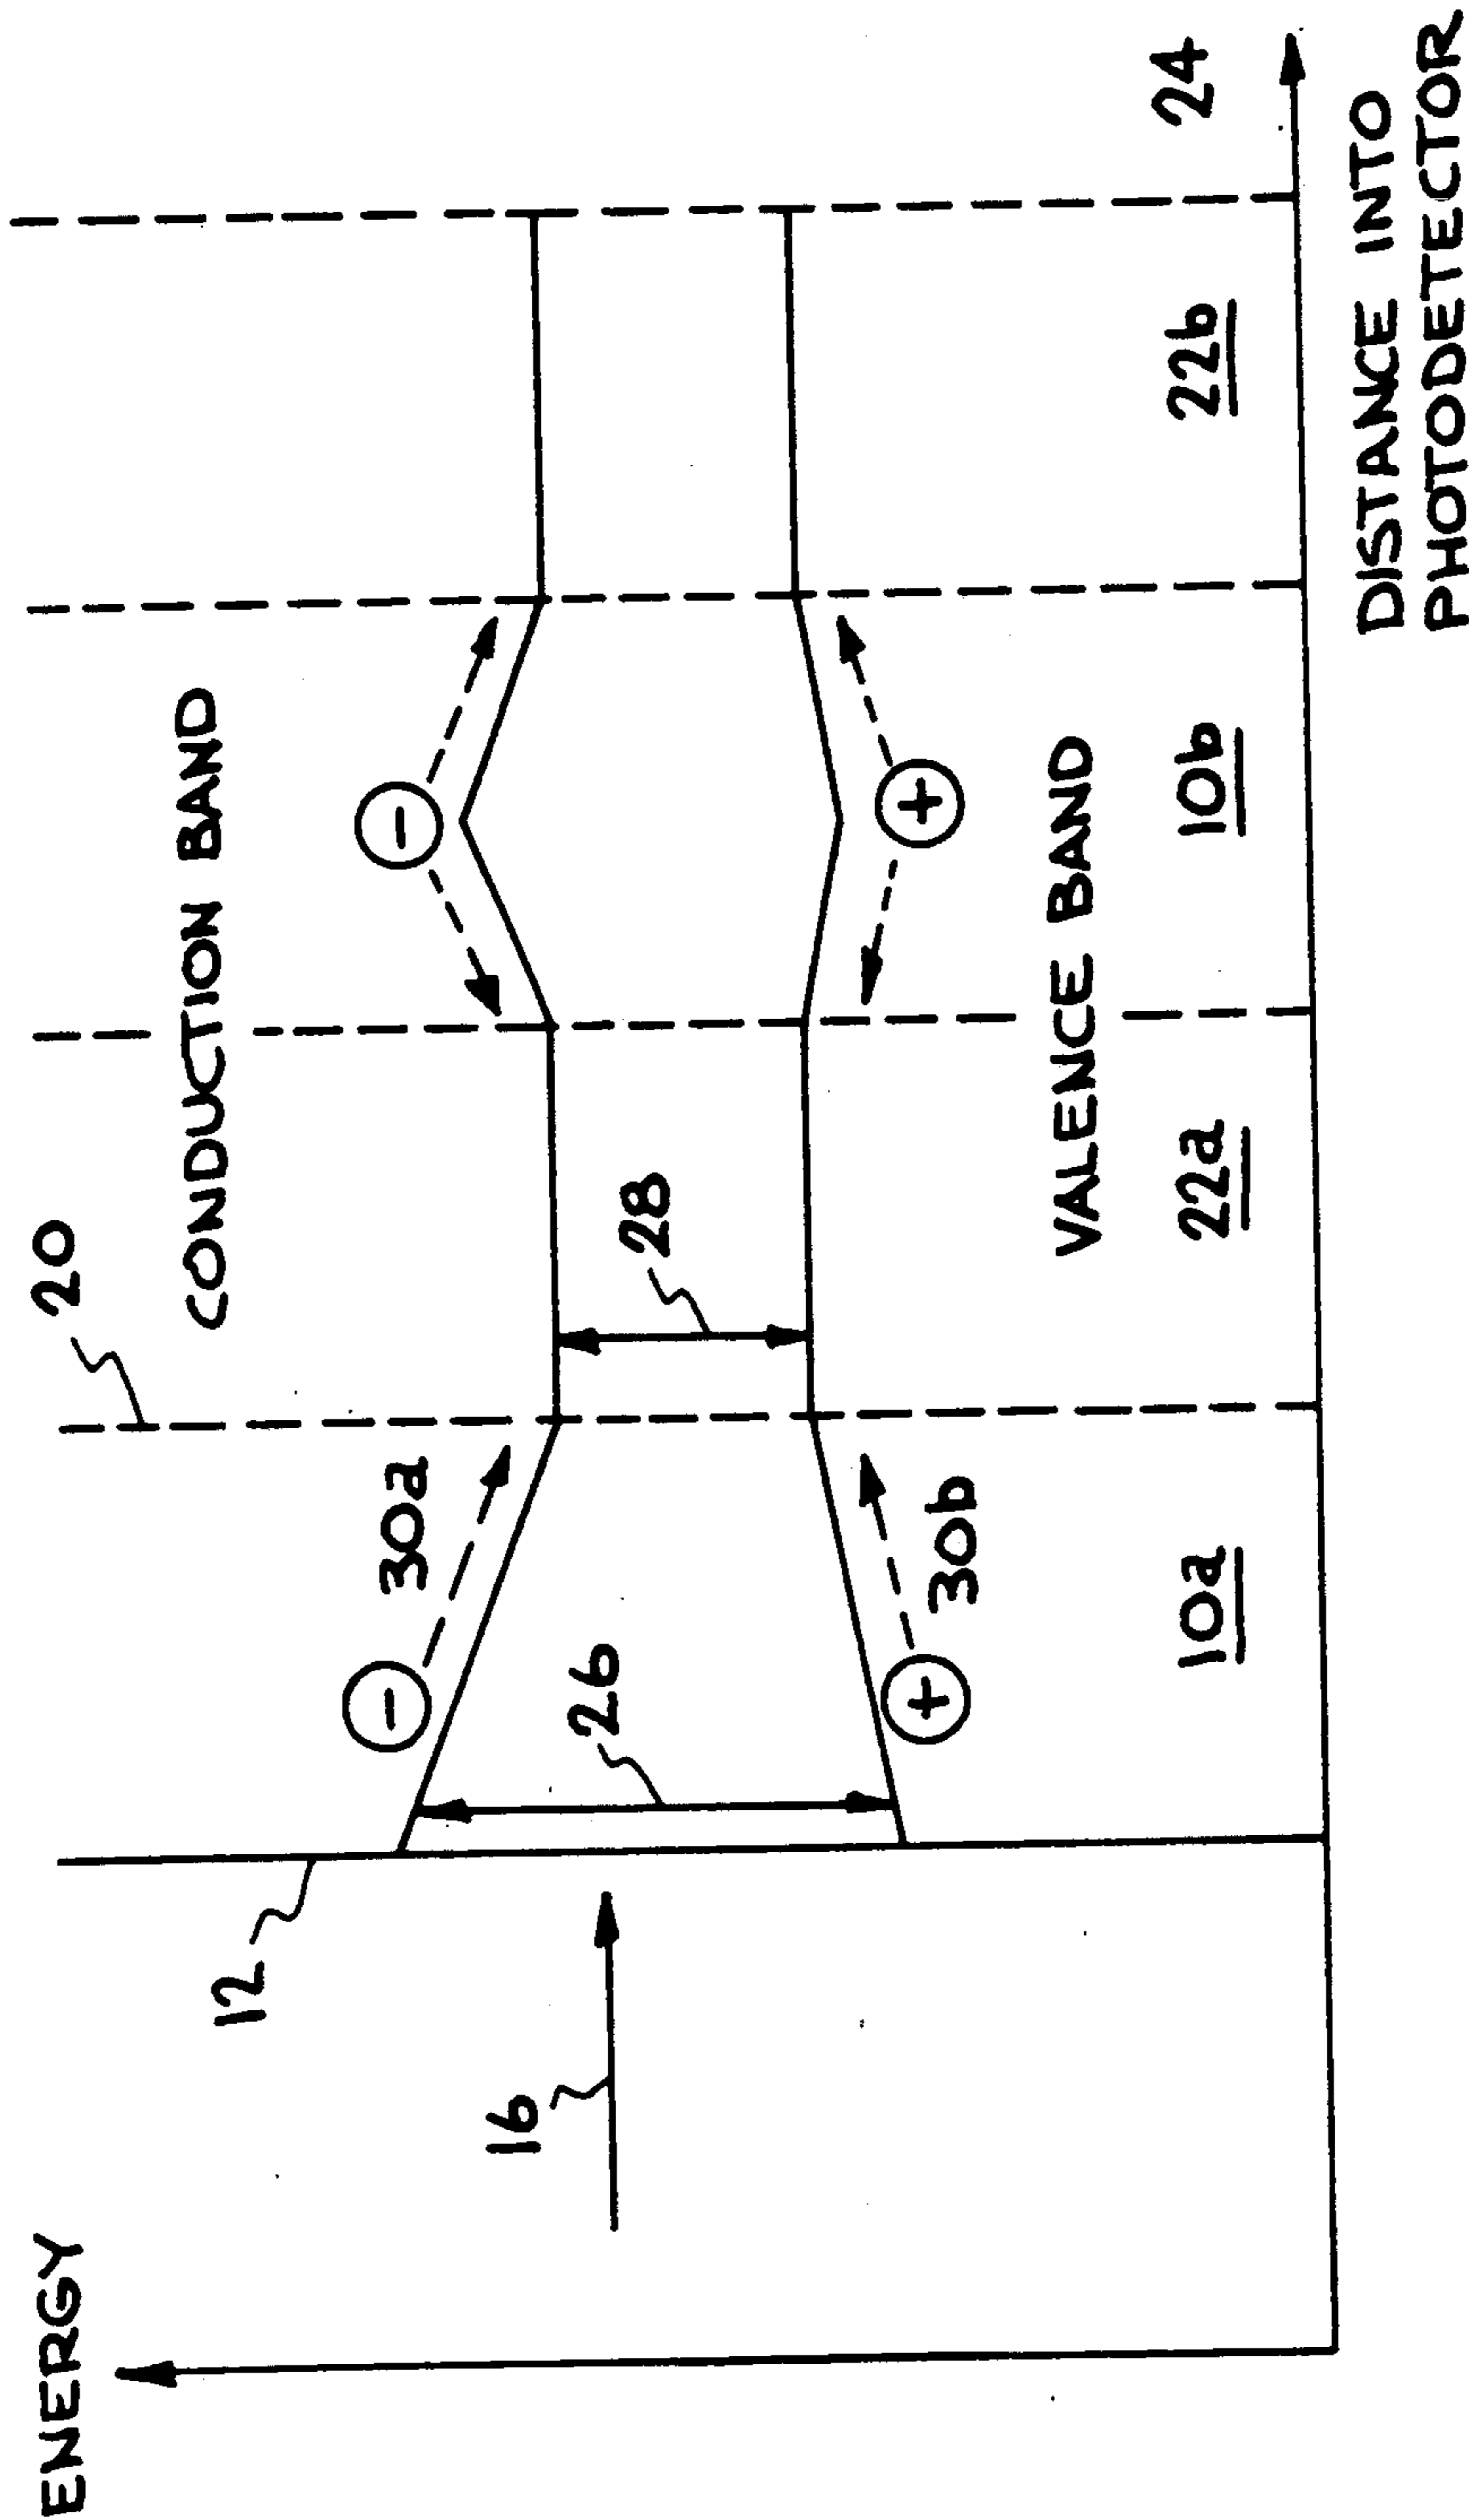 ENERGY
20
CONDUCTION BAND
12
30a
16
26
28
30b
VALENCE BAND
10a
22a
10b
22b
24
DISTANCE INTO
PHOTODETECTOR